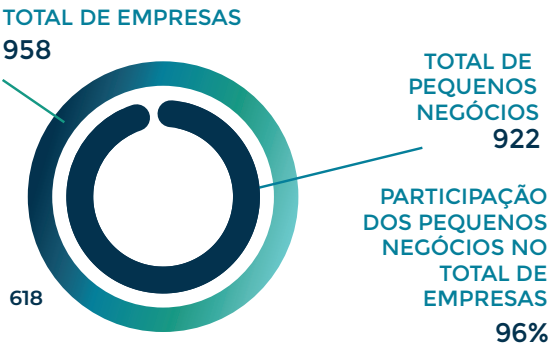 TOTAL DE EMPRESAS
958
TOTAL DE
PEQUENOS
NEGÓCIOS
922
PARTICIPAÇÃO
DOS PEQUENOS
NEGÓCIOS NO
TOTAL DE
EMPRESAS
96%
618